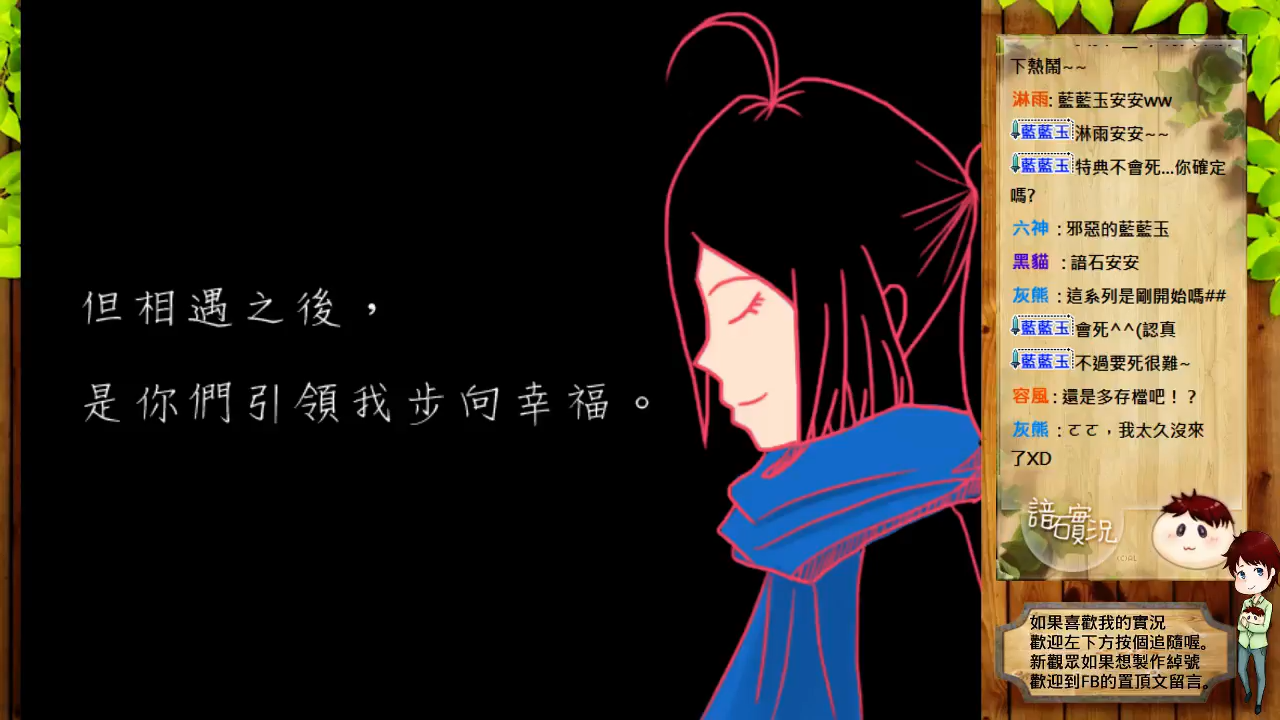 但相遇之後，
是你們引領我步向幸福。
下熱鬧~~
淋雨: 藍藍玉安安ww
藍藍玉:淋雨安安~~
藍藍玉:特典不會死...你確定
嗎?
六神 : 邪惡的藍藍玉
黑貓 : 諳石安安
灰熊 : 這系列是剛開始嗎##
藍藍玉:會死^^(認真
藍藍玉:不過要死很難~
容風 : 還是多存檔吧！？
灰熊 : ㄛㄛ，我太久沒來
了XD
諳石實況
如果喜歡我的實況
歡迎左下方按個追隨喔。
新觀眾如果想製作綽號
歡迎到FB的置頂文留言。